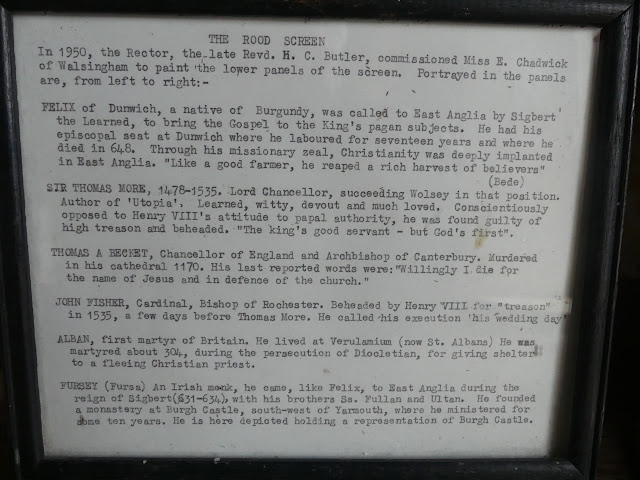 THE ROOD SCREEN
In 1950, the Rector, the late Revd. H. C. Butler, commissioned Miss E. Chadwick
of Walsingham to paint the lower panels of the screen. Portrayed in the panels
are, from left to right:-
FELIX of Dunwich, a native of Burgundy, was called to East Anglia by Sigbert
the Learned, to bring the Gospel to the King's pagan subjects. He had his
episcopal seat at Dunwich where he laboured for seventeen years and where he
died in 648. Through his missionary zeal, Christianity was deeply implanted
in East Anglia. "Like a good farmer, he reaped a rich harvest of believers"
(Bede)
SIR THOMAS MORE, 1478-1535. Lord Chancellor, succeeding Wolsey in that position.
Author of 'Utopia'. Learned, witty, devout and much loved. Conscientiously
opposed to Henry VIII's attitude to papal authority, he was found guilty of
high treason and beheaded. "The king's good servant - but God's first".
THOMAS A BECKET, Chancellor of England and Archbishop of Canterbury. Murdered
in his cathedral 1170. His last reported words were:"Willingly I die for
the name of Jesus and in defence of the church."
JOHN FISHER, Cardinal, Bishop of Rochester. Beheaded by Henry VIII for "treason"
in 1535, a few days before Thomas More. He called his execution 'his wedding day'
ALBAN, first martyr of Britain. He lived at Verulamium (now St. Albans) He was
martyred about 304, during the persecution of Diocletian, for giving shelter
to a fleeing Christian priest.
FURSEY (Fursa) An Irish monk, he came, like Felix, to East Anglia during the
reign of Sigbert(631-634), with his brothers Ss. Fullan and Ultan. He founded
a monastery at Burgh Castle, south-west of Yarmouth, where he ministered for
some ten years. He is here depicted holding a representation of Burgh Castle.